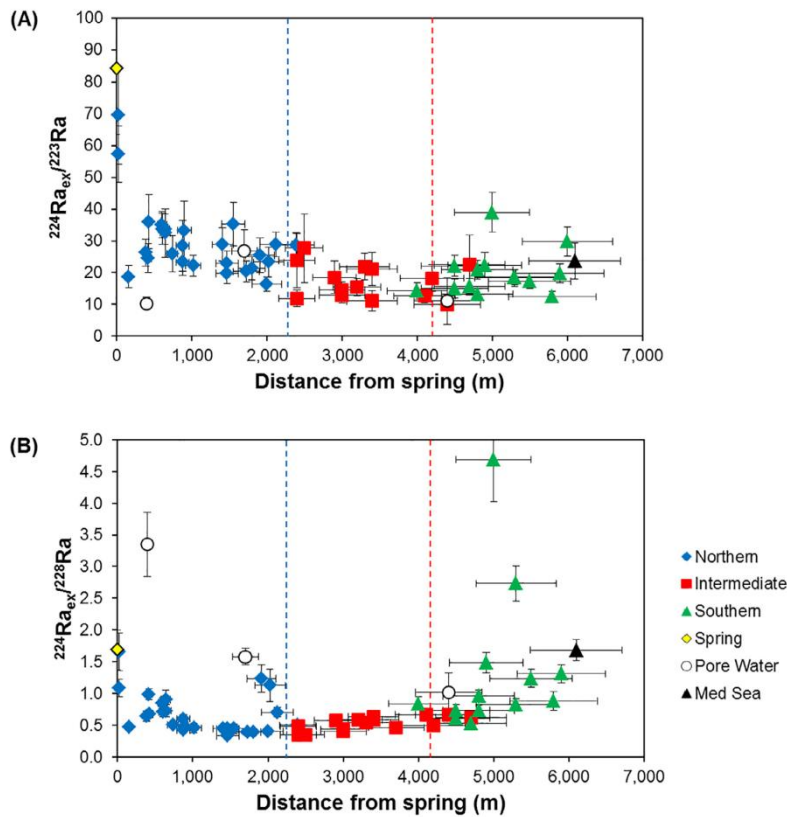 (A)
100
90
80
70
60
50
40
30
20
10
0
²²⁴Raₑₓ/²²³Ra
0 1,000 2,000 3,000 4,000 5,000 6,000 7,000
Distance from spring (m)
(B)
5.0
4.5
4.0
3.5
3.0
2.5
2.0
1.5
1.0
0.5
0.0
²²⁴Raₑₓ/²²⁸Ra
0 1,000 2,000 3,000 4,000 5,000 6,000 7,000
Distance from spring (m)
Northern
Intermediate
Southern
Spring
Pore Water
Med Sea